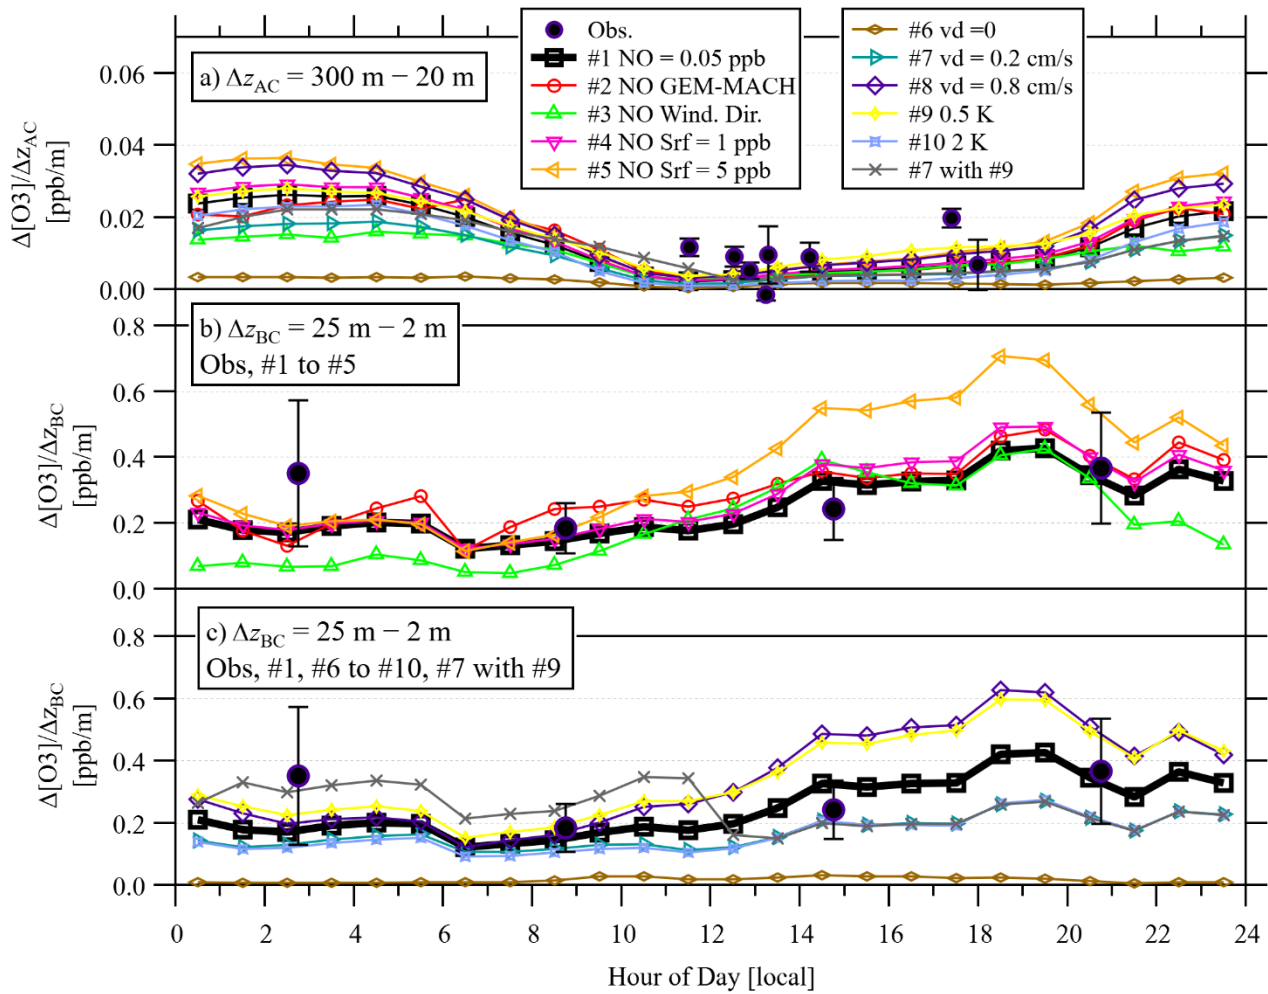 Obs.
#1 NO = 0.05 ppb
#2 NO GEM-MACH
#3 NO Wind. Dir.
#4 NO Srf = 1 ppb
#5 NO Srf = 5 ppb
#6 vd =0
#7 vd = 0.2 cm/s
#8 vd = 0.8 cm/s
#9 0.5 K
#10 2 K
#7 with #9
a) ΔzAC = 300 m − 20 m
Δ[O3]/ΔzAC
[ppb/m]
0.06
0.04
0.02
0.00
b) ΔzBC = 25 m − 2 m
Obs, #1 to #5
Δ[O3]/ΔzBC
[ppb/m]
0.8
0.6
0.4
0.2
0.0
c) ΔzBC = 25 m − 2 m
Obs, #1, #6 to #10, #7 with #9
Δ[O3]/ΔzBC
[ppb/m]
0.8
0.6
0.4
0.2
0.0
0 2 4 6 8 10 12 14 16 18 20 22 24
Hour of Day [local]